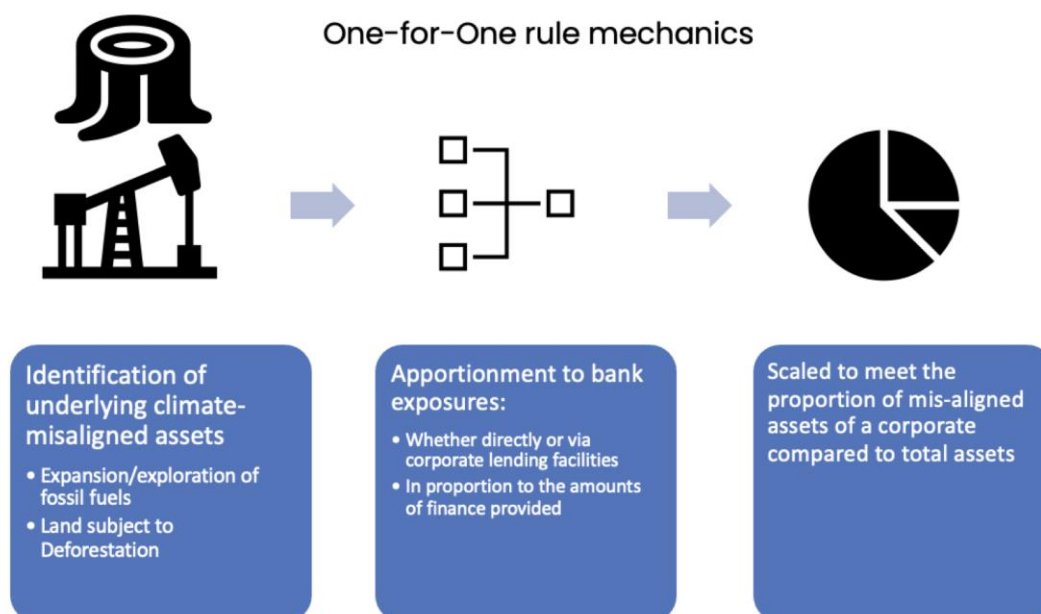 One-for-One rule mechanics
Identification of
underlying climate-
misaligned assets
• Expansion/exploration of
fossil fuels
• Land subject to
Deforestation
Apportionment to bank
exposures:
• Whether directly or via
corporate lending facilities
• In proportion to the amounts
of finance provided
Scaled to meet the
proportion of mis-aligned
assets of a corporate
compared to total assets